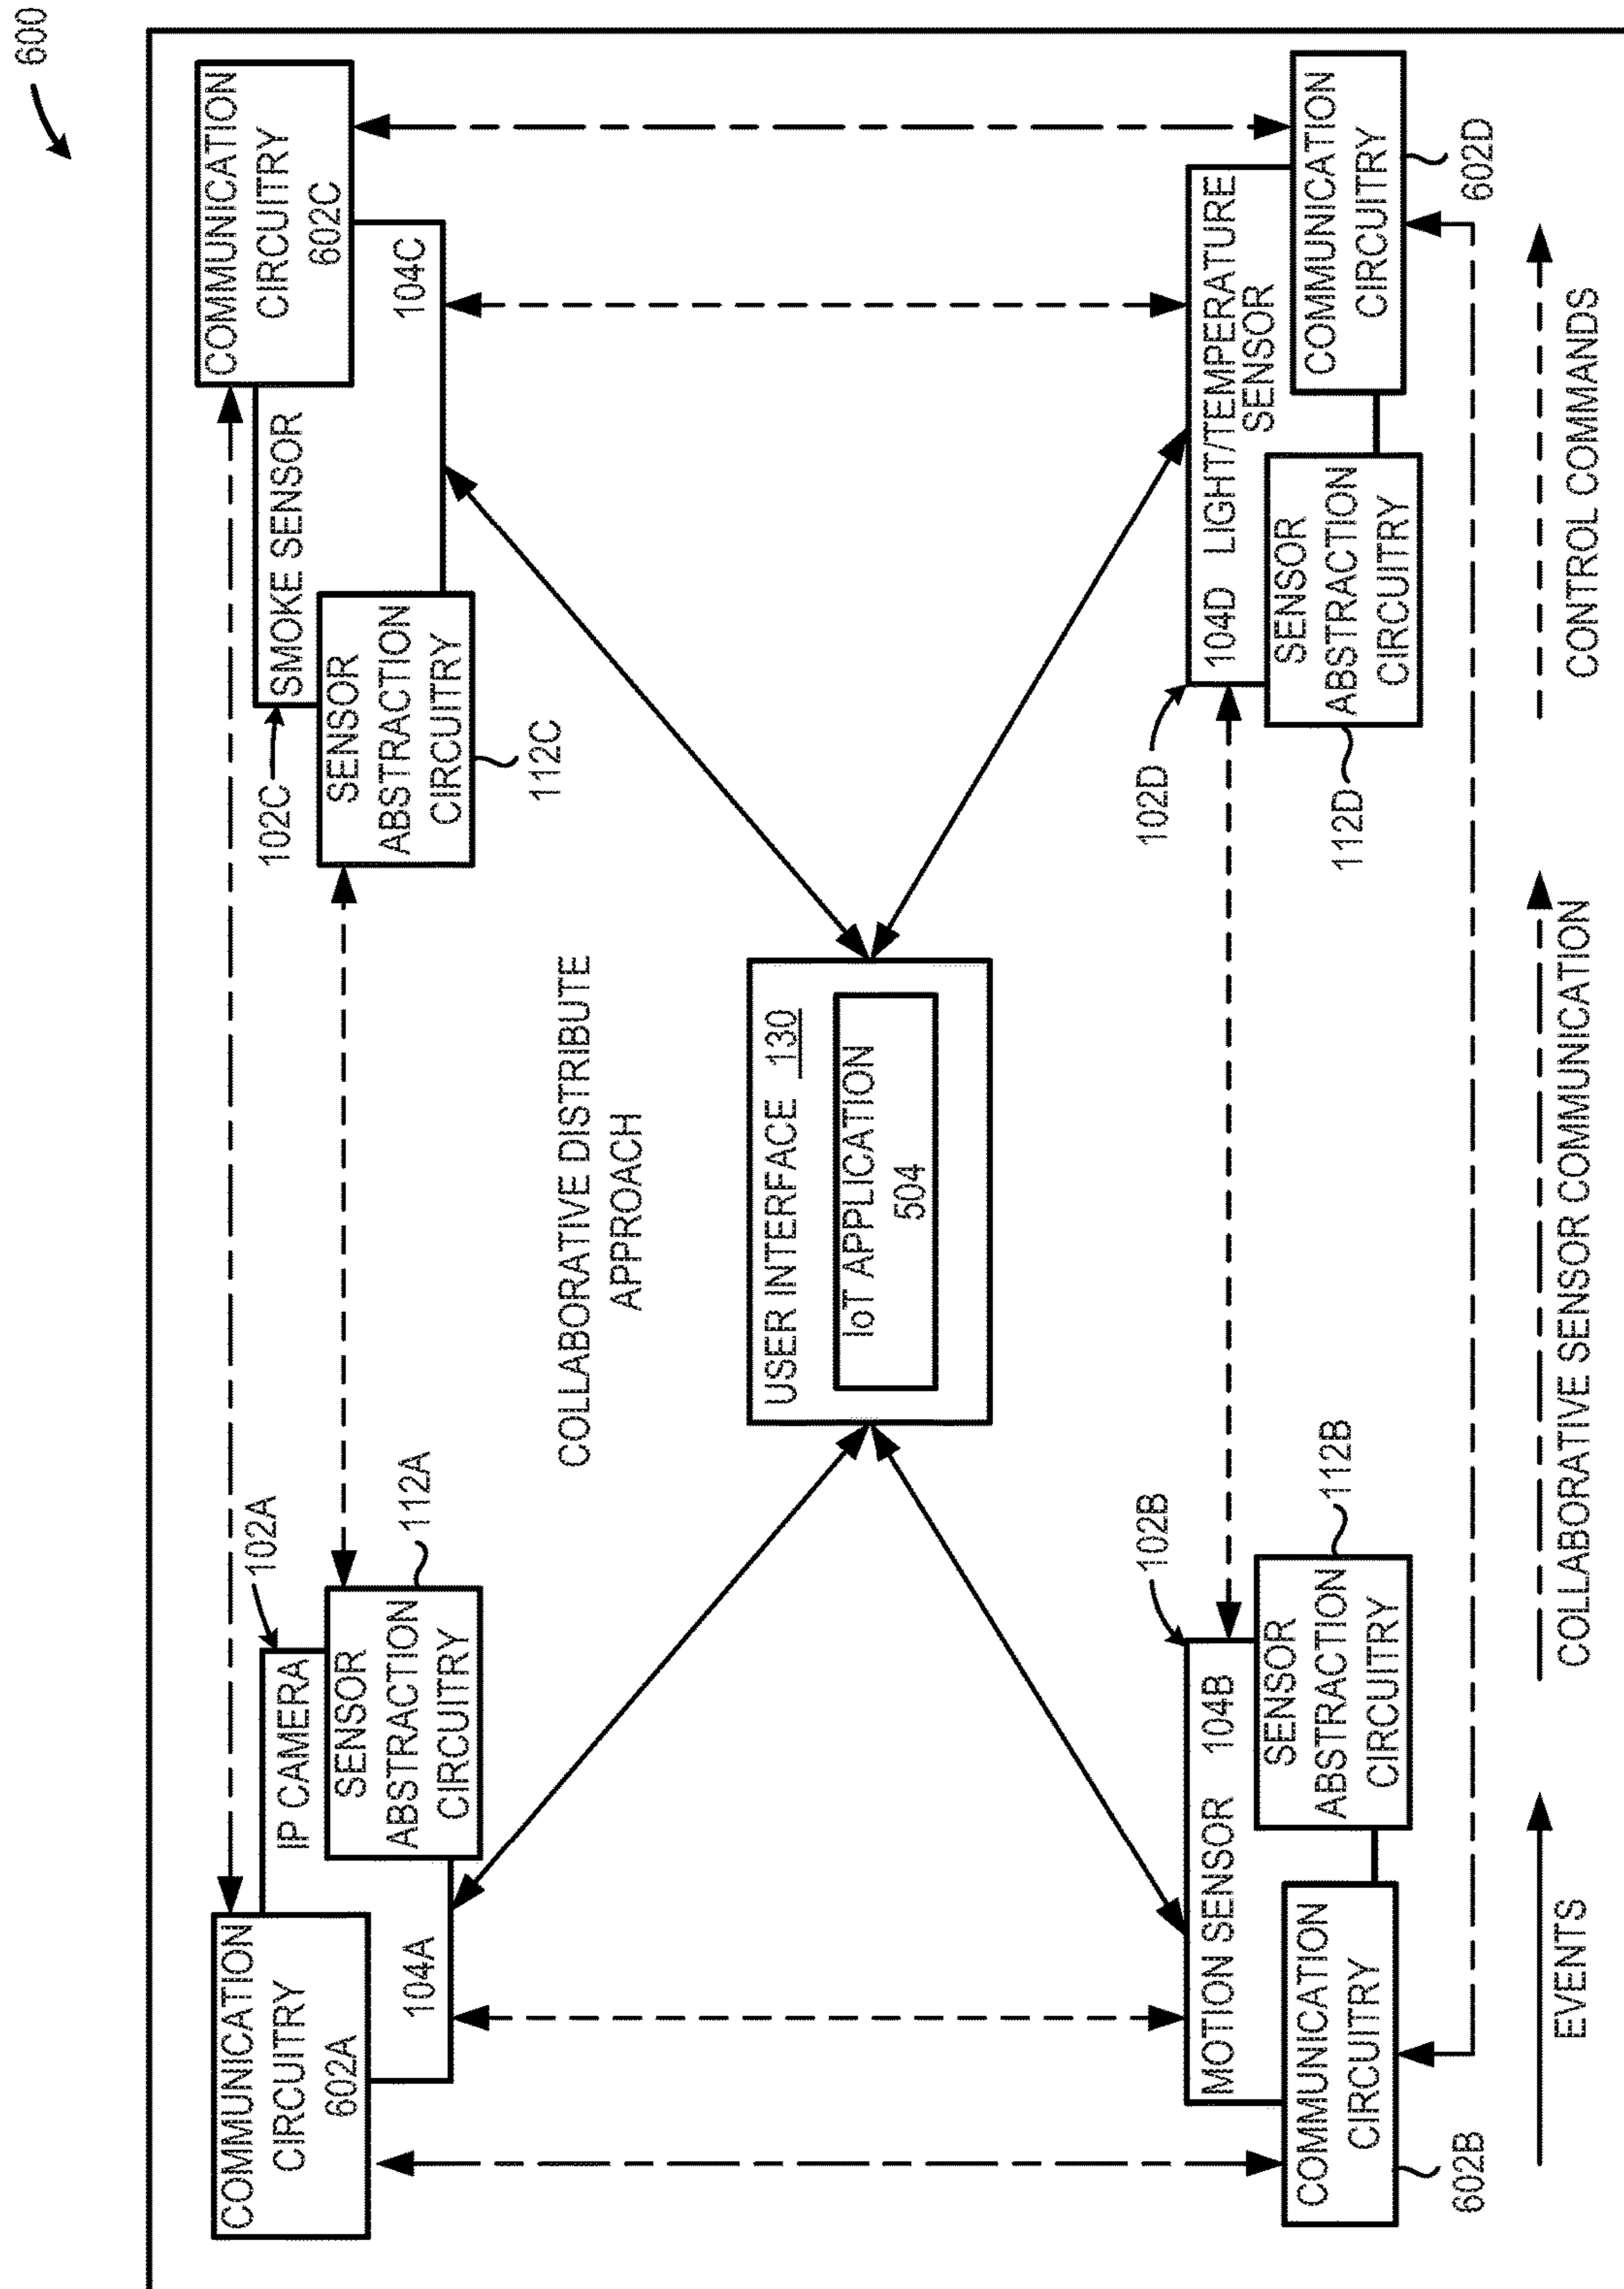 600
COMMUNICATION
CIRCUITRY
602A
IP CAMERA
104A
102A
SENSOR
ABSTRACTION
CIRCUITRY
112A
102C
SMOKE SENSOR
SENSOR
ABSTRACTION
CIRCUITRY
112C
104C
COMMUNICATION
CIRCUITRY
602C
COLLABORATIVE DISTRIBUTE
APPROACH
USER INTERFACE 130
IoT APPLICATION
504
102B
MOTION SENSOR 104B
SENSOR
ABSTRACTION
CIRCUITRY
112B
COMMUNICATION
CIRCUITRY
602B
102D
104D LIGHT/TEMPERATURE
SENSOR
SENSOR
ABSTRACTION
CIRCUITRY
112D
COMMUNICATION
CIRCUITRY
602D
EVENTS
COLLABORATIVE SENSOR COMMUNICATION
CONTROL COMMANDS